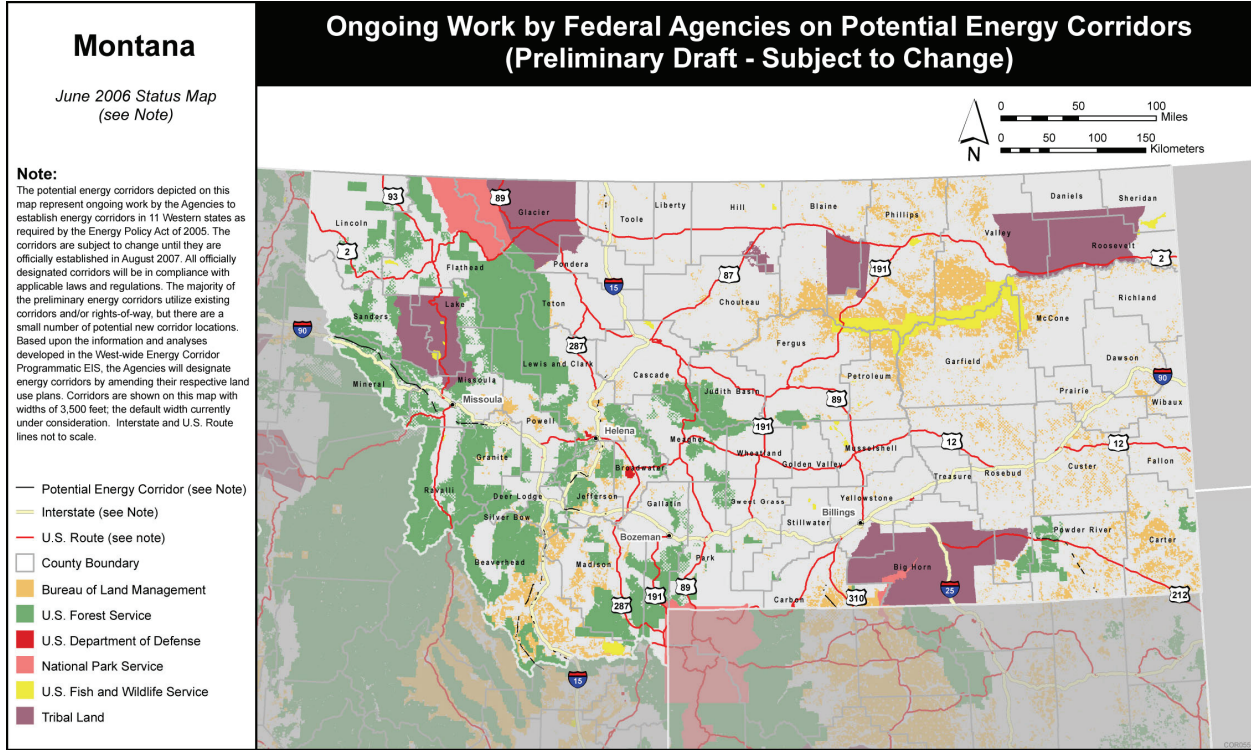 Montana
June 2006 Status Map
(see Note)
Note:
The potential energy corridors depicted on this
map represent ongoing work by the Agencies to
establish energy corridors in 11 Western states as
required by the Energy Policy Act of 2005. The
corridors are subject to change until they are
officially established in August 2007. All officially
designated corridors will be in compliance with
applicable laws and regulations. The majority of
the preliminary energy corridors utilize existing
corridors and/or rights-of-way, but there are a
small number of potential new corridor locations.
Based upon the information and analyses
developed in the West-wide Energy Corridor
Programmatic EIS, the Agencies will designate
energy corridors by amending their respective land
use plans. Corridors are shown on this map with
widths of 3,500 feet; the default width currently
under consideration. Interstate and U.S. Route
lines not to scale.
Potential Energy Corridor (see Note)
Interstate (see Note)
U.S. Route (see note)
County Boundary
Bureau of Land Management
U.S. Forest Service
U.S. Department of Defense
National Park Service
U.S. Fish and Wildlife Service
Tribal Land
Ongoing Work by Federal Agencies on Potential Energy Corridors
(Preliminary Draft - Subject to Change)
N
0 50 100
Miles
0 50 100 150
Kilometers
93
89
Lincoln
Glacier
Toole
Liberty
Hill
Blaine
Phillips
Daniels
Sheridan
Valley
Roosevelt
2
2
Flathead
Pondera
15
87
191
Lake
Teton
Chouteau
Richland
McCone
Sanders
90
287
Fergus
Lewis and Clark
Cascade
Petroleum
Garfield
Dawson
90
Mineral
Missoula
Missoula
Judith Basin
89
Prairie
Wibaux
Powell
Helena
Meagher
191
Wheatland
Golden Valley
Musselshell
12
12
Granite
Broadwater
Treasure
Rosebud
Custer
Fallon
Ravalli
Deer Lodge
Jefferson
Gallatin
Sweet Grass
Yellowstone
Silver Bow
Billings
Stillwater
Bozeman
Powder River
Carter
Beaverhead
Madison
Park
Big Horn
287
191
89
Carbon
310
25
212
15